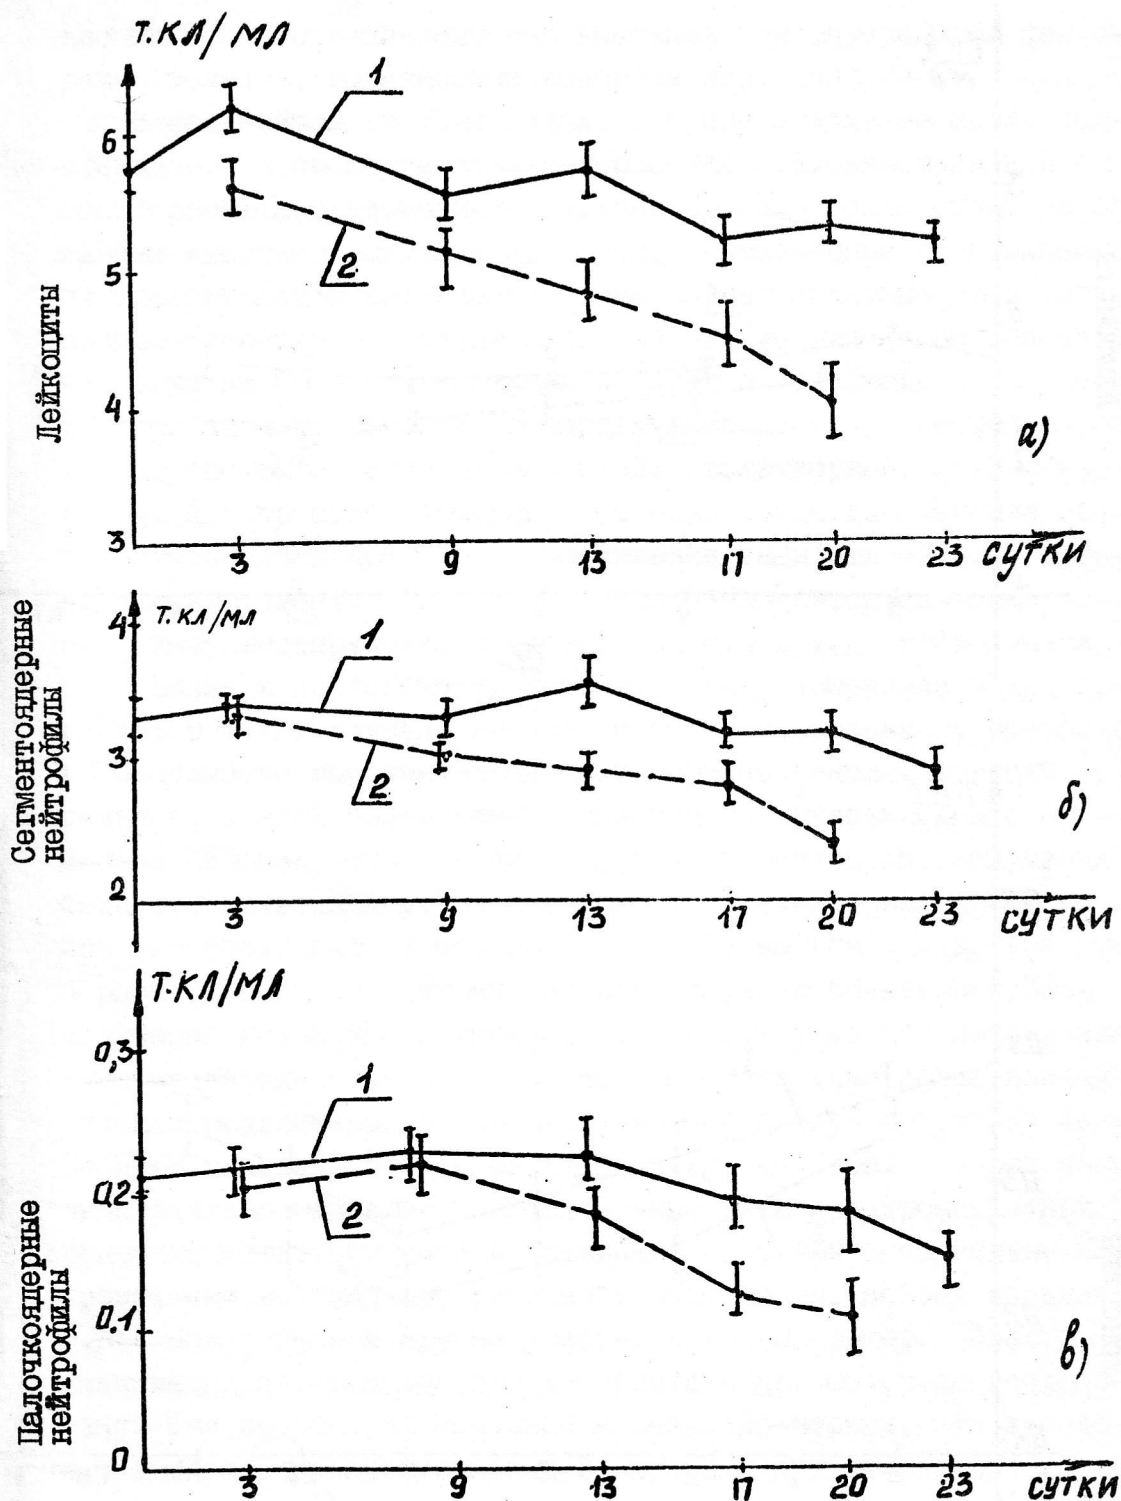 Т.КЛ/МЛ
1
6
2
5
Лейкоциты
4
а)
3
3 9 13 17 20 23 СУТКИ
Т.КЛ/МЛ
4
1
Сегментоядерные
нейтрофилы
3
2
б)
2
3 9 13 17 20 23 СУТКИ
Т.КЛ/МЛ
0,3
1
0,2
2
Палочкоядерные
нейтрофилы
0,1
в)
0
3 9 13 17 20 23 СУТКИ